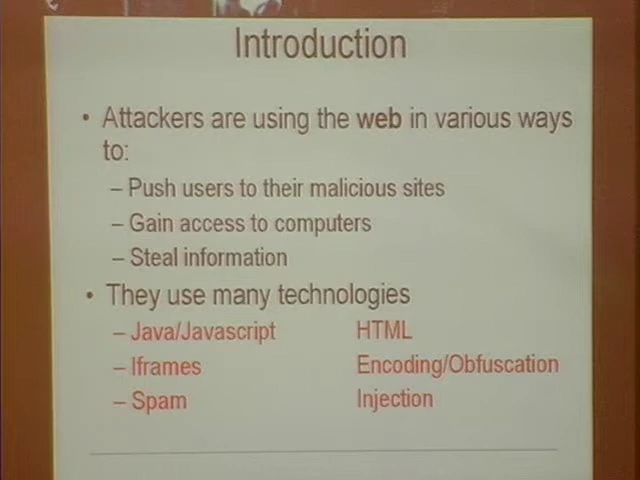 Introduction
• Attackers are using the web in various ways
to:
– Push users to their malicious sites
– Gain access to computers
– Steal information
• They use many technologies
– Java/Javascript HTML
– Iframes Encoding/Obfuscation
– Spam Injection